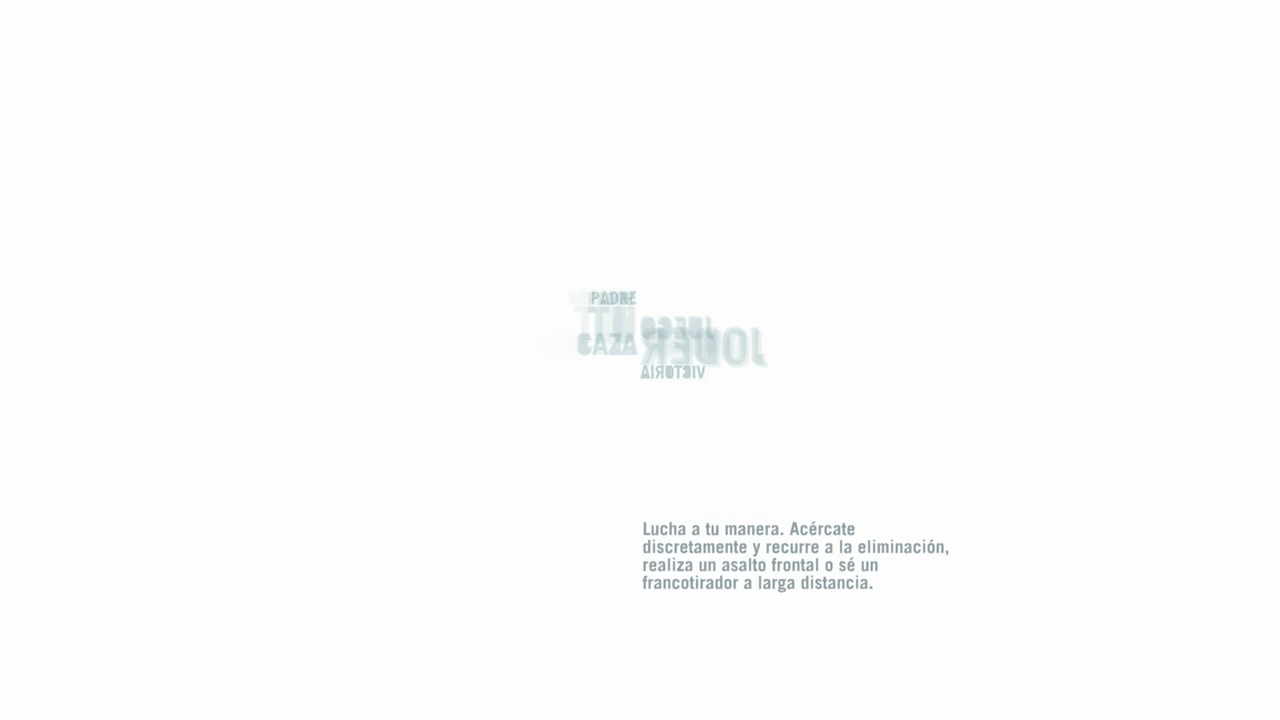 PADRE
CAZA
JUEGO
JODER
VICTORIA
Lucha a tu manera. Acércate
discretamente y recurre a la eliminación,
realiza un asalto frontal o sé un
francotirador a larga distancia.